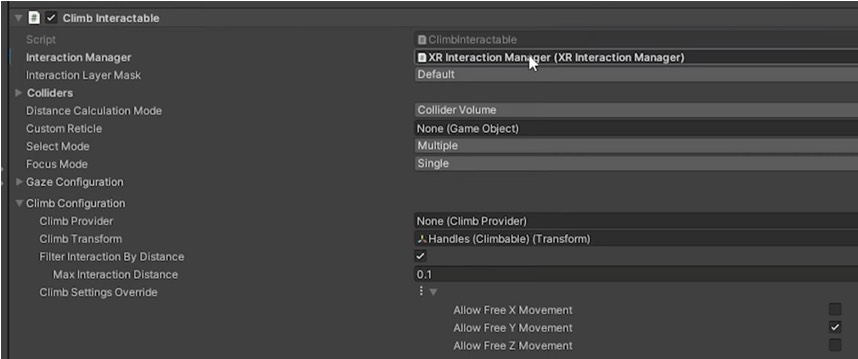 Climb Interactable
Script ClimbInteractable
Interaction Manager XR Interaction Manager (XR Interaction Manager)
Interaction Layer Mask Default
Colliders
Distance Calculation Mode Collider Volume
Custom Reticle None (Game Object)
Select Mode Multiple
Focus Mode Single
Gaze Configuration
Climb Configuration
Climb Provider None (Climb Provider)
Climb Transform Handles (Climbable) (Transform)
Filter Interaction By Distance
Max Interaction Distance 0.1
Climb Settings Override
Allow Free X Movement
Allow Free Y Movement
Allow Free Z Movement